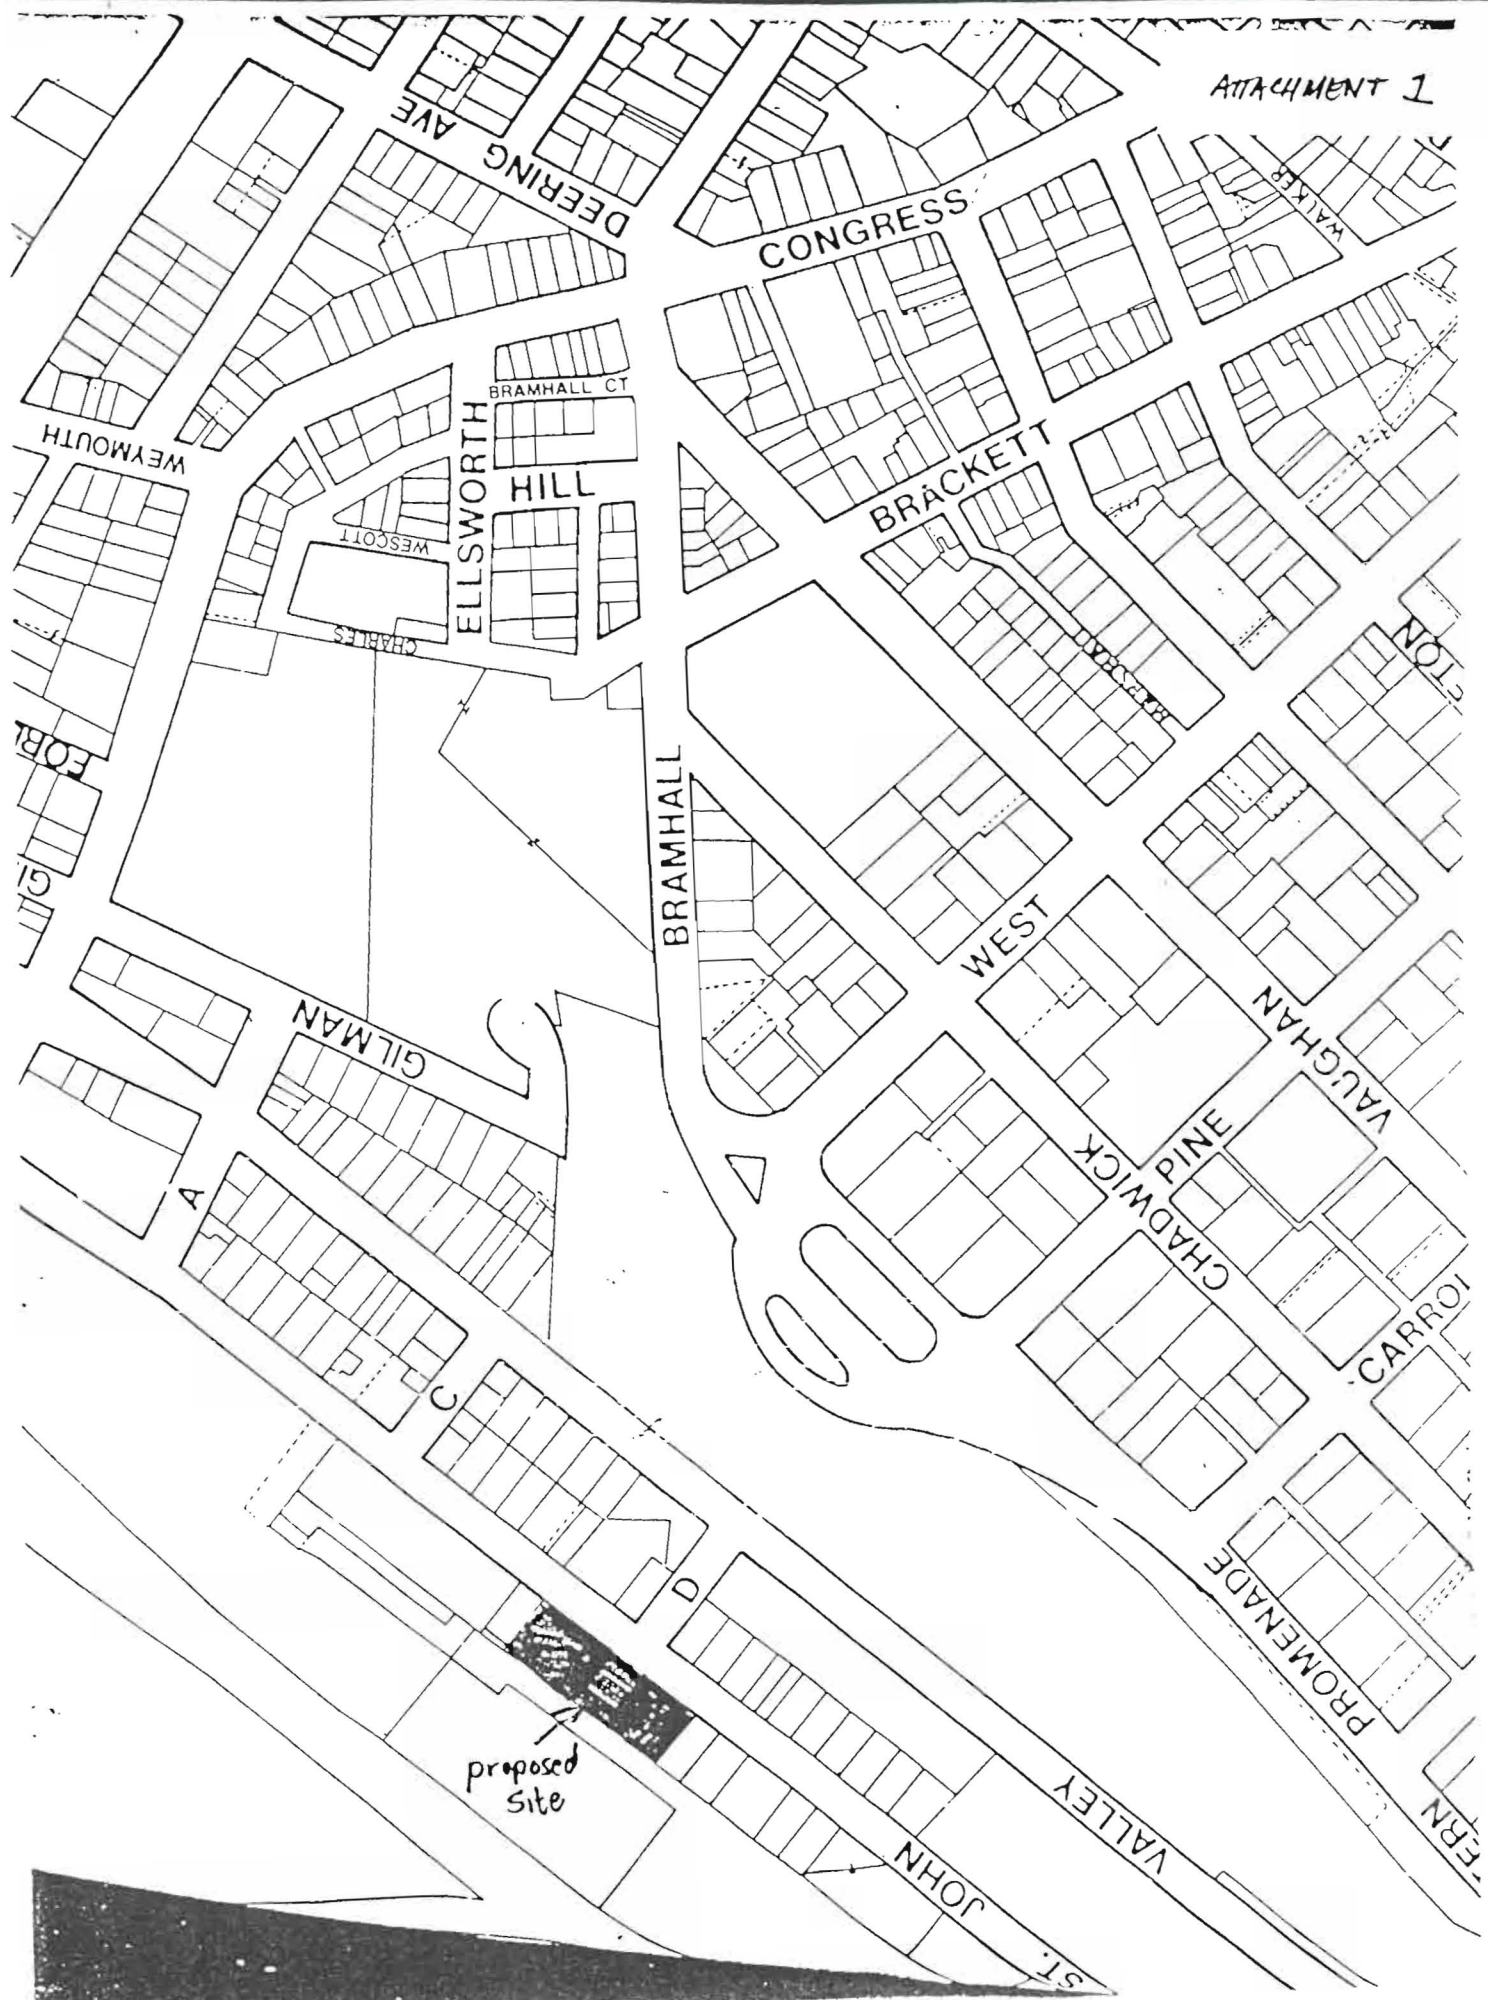 ATTACHMENT 1
DEERING AVE
CONGRESS
WALKER
BRAMHALL CT
WEYMOUTH
ELLSWORTH
HILL
BRACKETT
WESCOTT
CHARLES
BRAMHALL
WEST
VAUGHAN
GILMAN
CHADWICK
PINE
A
C
D
PROMENADE
proposed
site
VALLEY
ST. JOHN